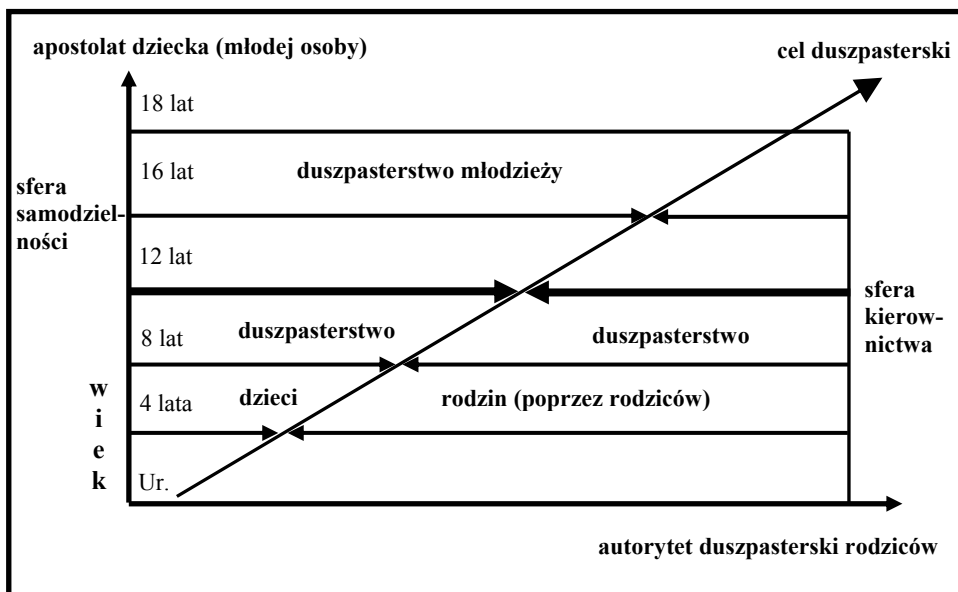 apostolat dziecka (młodej osoby)
cel duszpasterski
18 lat
16 lat
duszpasterstwo młodzieży
sfera
samodziel-
ności
12 lat
sfera
kierow-
nictwa
8 lat
duszpasterstwo
duszpasterstwo
w
i
e
k
4 lata
dzieci
rodzin (poprzez rodziców)
Ur.
autorytet duszpasterski rodziców